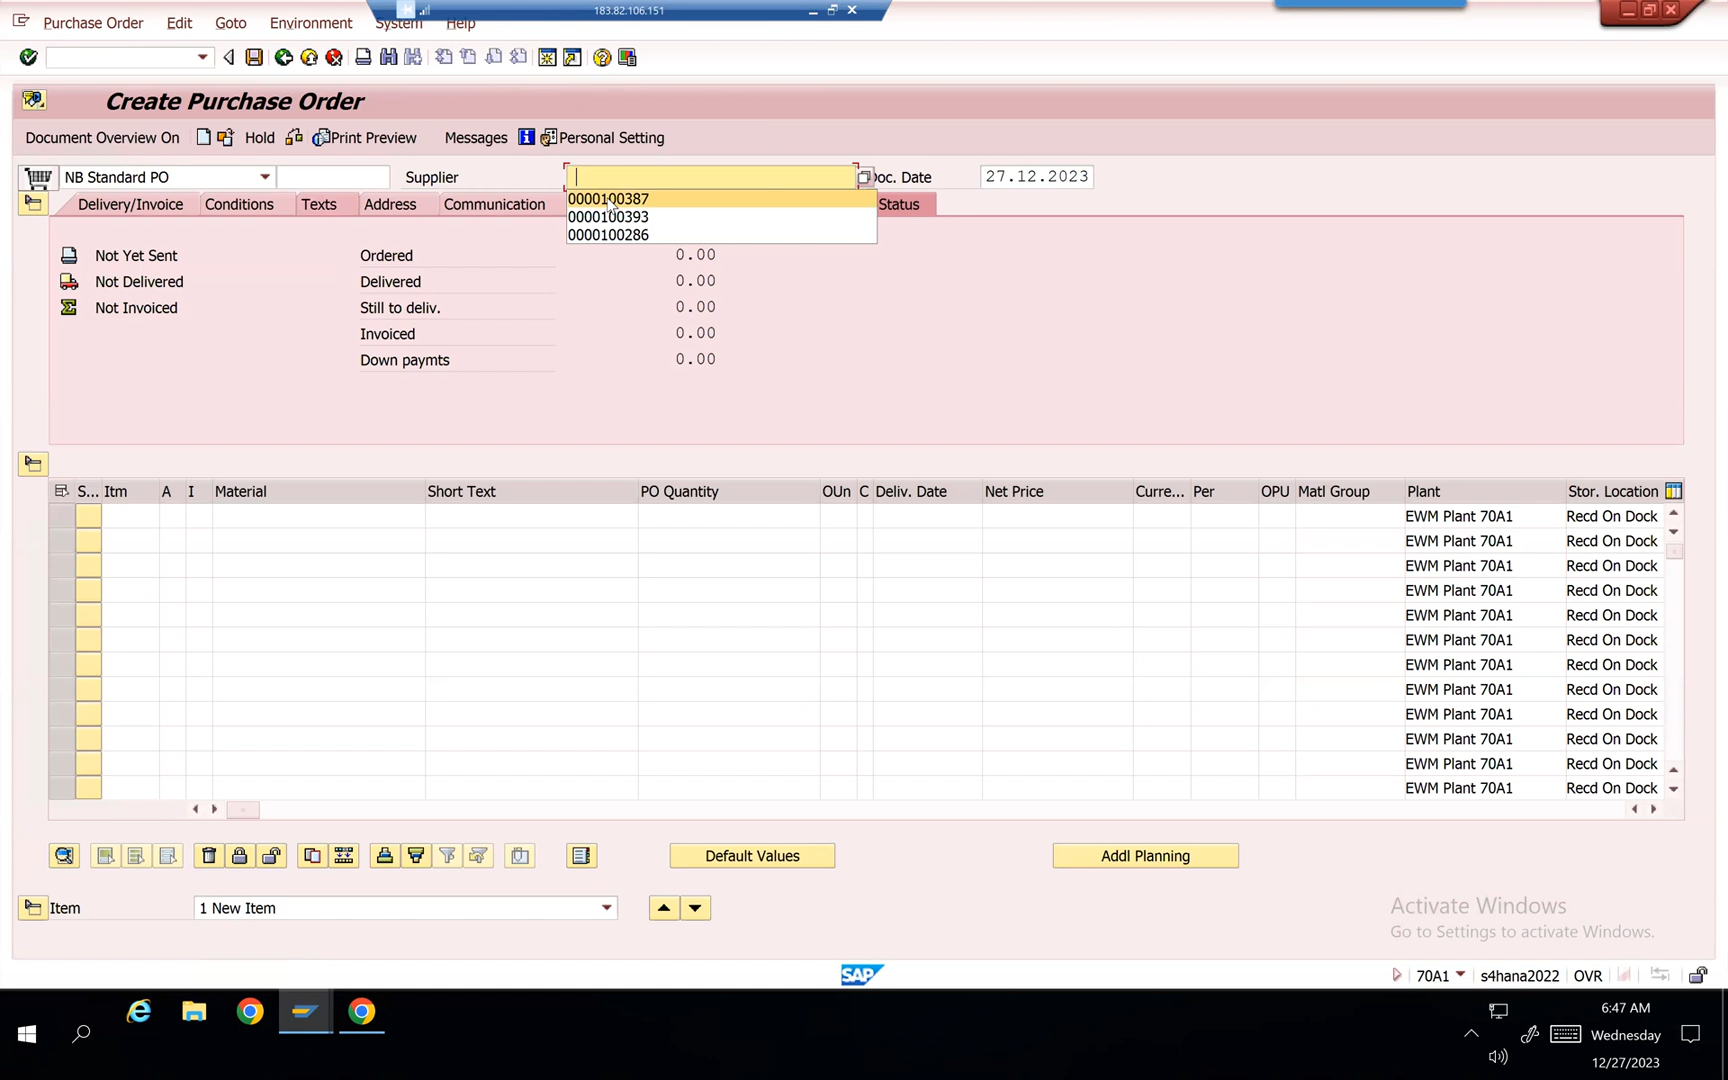 183.82.106.151
Purchase Order Edit Goto Environment System Help
Create Purchase Order
Document Overview On Hold Print Preview Messages Personal Setting
NB Standard PO Supplier Doc. Date 27.12.2023
0000100387
0000100393
0000100286
Delivery/Invoice Conditions Texts Address Communication Status
Not Yet Sent Ordered 0.00
Not Delivered Delivered 0.00
Not Invoiced Still to deliv. 0.00
Invoiced 0.00
Down paymts 0.00
S... Itm A I Material Short Text PO Quantity OUn C Deliv. Date Net Price Curre... Per OPU Matl Group Plant Stor. Location
EWM Plant 70A1 Recd On Dock
EWM Plant 70A1 Recd On Dock
EWM Plant 70A1 Recd On Dock
EWM Plant 70A1 Recd On Dock
EWM Plant 70A1 Recd On Dock
EWM Plant 70A1 Recd On Dock
EWM Plant 70A1 Recd On Dock
EWM Plant 70A1 Recd On Dock
EWM Plant 70A1 Recd On Dock
EWM Plant 70A1 Recd On Dock
EWM Plant 70A1 Recd On Dock
EWM Plant 70A1 Recd On Dock
Default Values Addl Planning
Item 1 New Item
Activate Windows
Go to Settings to activate Windows.
SAP
70A1 s4hana2022 OVR
6:47 AM
Wednesday
12/27/2023